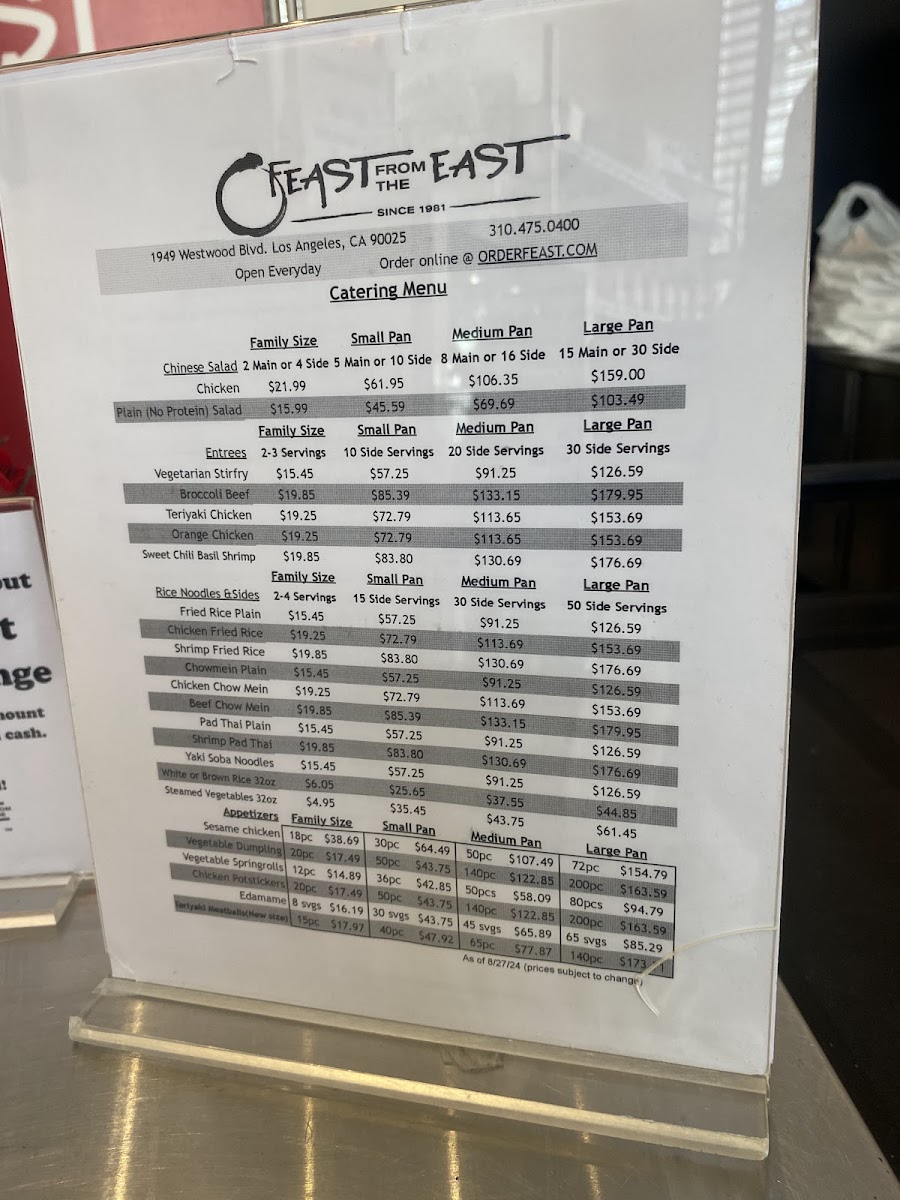 S
FEAST FROM THE EAST
SINCE 1981
1949 Westwood Blvd. Los Angeles, CA 90025 310.475.0400
Open Everyday Order online @ ORDERFEAST.COM
Catering Menu
Family Size Small Pan Medium Pan Large Pan
Chinese Salad 2 Main or 4 Side 5 Main or 10 Side 8 Main or 16 Side 15 Main or 30 Side
Chicken $21.99 $61.95 $106.35 $159.00
Plain (No Protein) Salad $15.99 $45.59 $69.69 $103.49
Family Size Small Pan Medium Pan Large Pan
Entrees 2-3 Servings 10 Side Servings 20 Side Servings 30 Side Servings
Vegetarian Stirfry $15.45 $57.25 $91.25 $126.59
Broccoli Beef $19.85 $85.39 $133.15 $179.95
Teriyaki Chicken $19.25 $72.79 $113.65 $153.69
Orange Chicken $19.25 $72.79 $113.65 $153.69
Sweet Chili Basil Shrimp $19.85 $83.80 $130.69 $176.69
Family Size Small Pan Medium Pan Large Pan
Rice Noodles &Sides 2-4 Servings 15 Side Servings 30 Side Servings 50 Side Servings
Fried Rice Plain $15.45 $57.25 $91.25 $126.59
Chicken Fried Rice $19.25 $72.79 $113.69 $153.69
Shrimp Fried Rice $19.85 $83.80 $130.69 $176.69
Chowmein Plain $15.45 $57.25 $91.25 $126.59
Chicken Chow Mein $19.25 $72.79 $113.69 $153.69
Beef Chow Mein $19.85 $85.39 $133.15 $179.95
Pad Thai Plain $15.45 $57.25 $91.25 $126.59
Shrimp Pad Thai $19.85 $83.80 $130.69 $176.69
Yaki Soba Noodles $15.45 $57.25 $91.25 $126.59
White or Brown Rice 32oz $6.05 $25.65 $37.55 $44.85
Steamed Vegetables 32oz $4.95 $35.45 $43.75 $61.45
Appetizers Family Size Small Pan Medium Pan Large Pan
Sesame chicken 18pc $38.69 30pc $64.49 50pc $107.49 72pc $154.79
Vegetable Dumpling 20pc $17.49 50pc $43.75 140pc $122.85 200pc $163.59
Vegetable Springrolls 12pc $14.89 36pc $42.85 50pcs $58.09 80pcs $94.79
Chicken Potstickers 20pc $17.49 50pc $43.75 140pc $122.85 200pc $163.59
Edamame 8 svgs $16.19 30 svgs $43.75 45 svgs $65.89 65 svgs $85.29
Teriyaki Meatballs(New size) 15pc $17.97 40pc $47.92 65pc $77.87 140pc
As of 8/27/24 (prices subject to change)
out
t
nge
mount
cash.